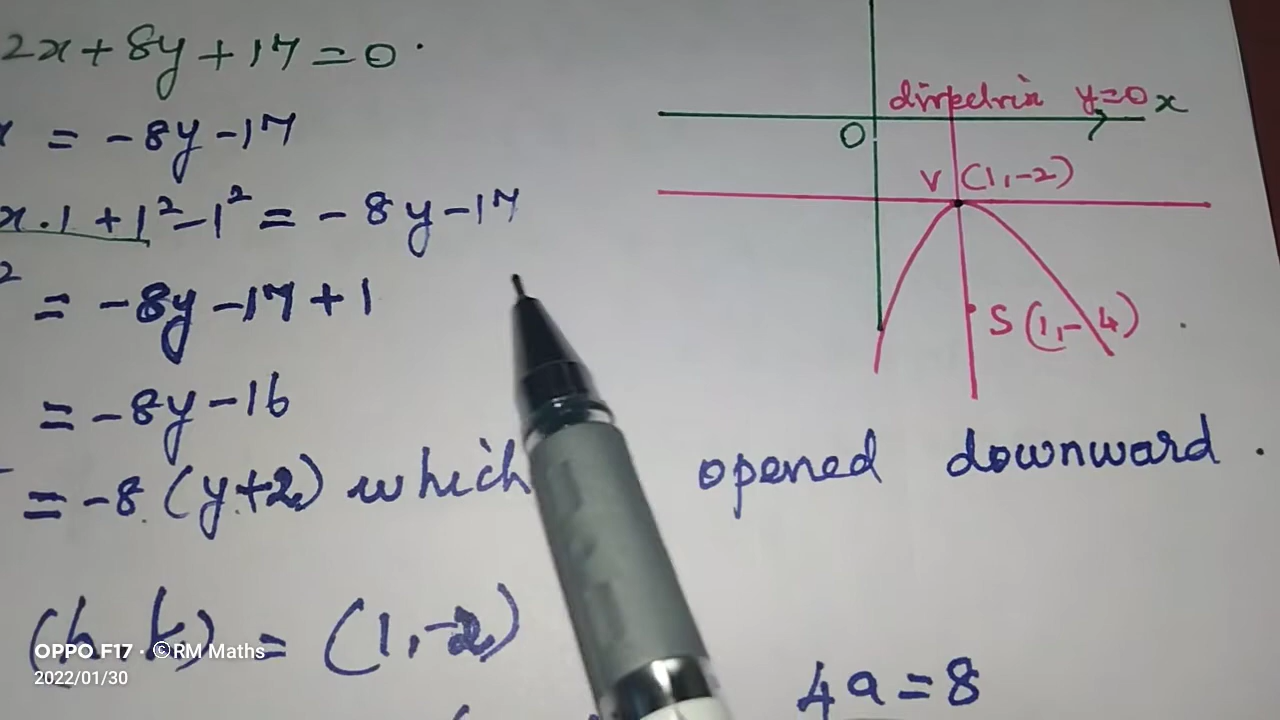 2x + 8y + 17 = 0.
x = -8y - 17
x.1 + 1² - 1² = -8y - 17
² = -8y - 17 + 1
= -8y - 16
= -8(y+2) which opened downward.
(h, k) = (1, -2)
4a = 8
dirpctrix y=0 x
0
V (1, -2)
S (1, -4)
OPPO F17 · ©RM Maths
2022/01/30